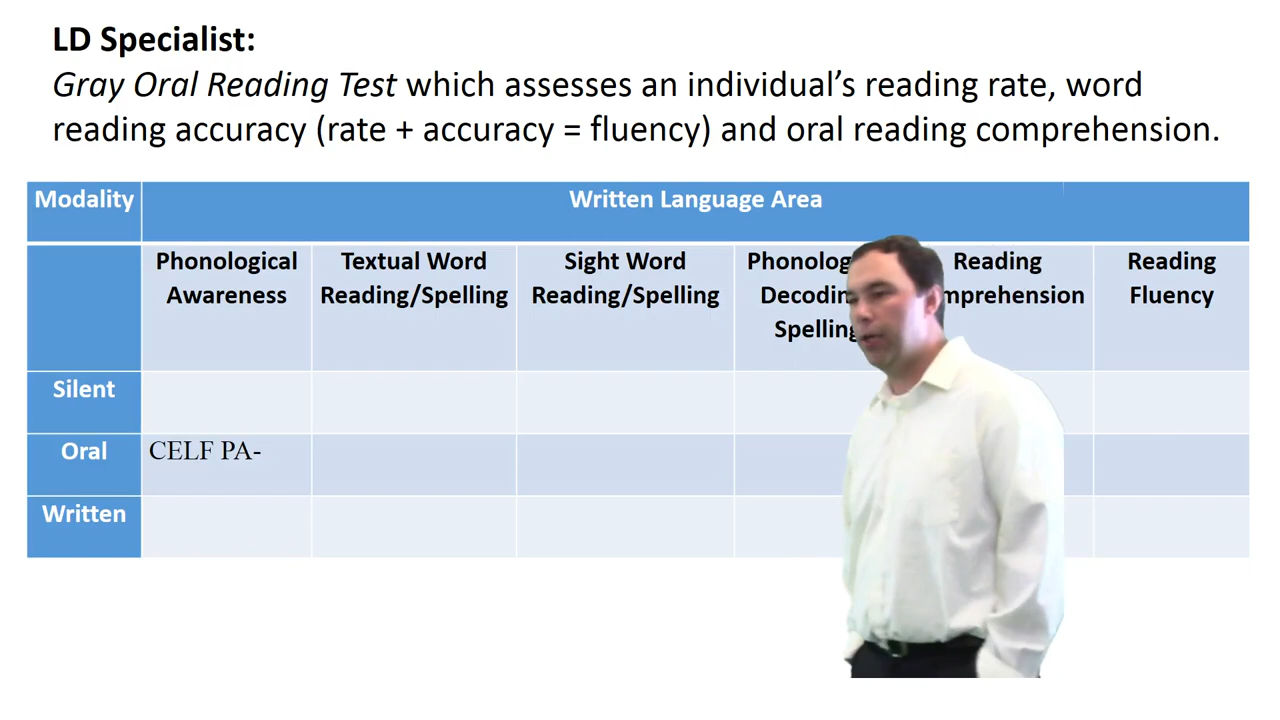 LD Specialist:
Gray Oral Reading Test which assesses an individual's reading rate, word
reading accuracy (rate + accuracy = fluency) and oral reading comprehension.
Modality Written Language Area
Phonological Textual Word Sight Word Reading Reading
Awareness Reading/Spelling Reading/Spelling Fluency
Silent
Oral CELF PA-
Written